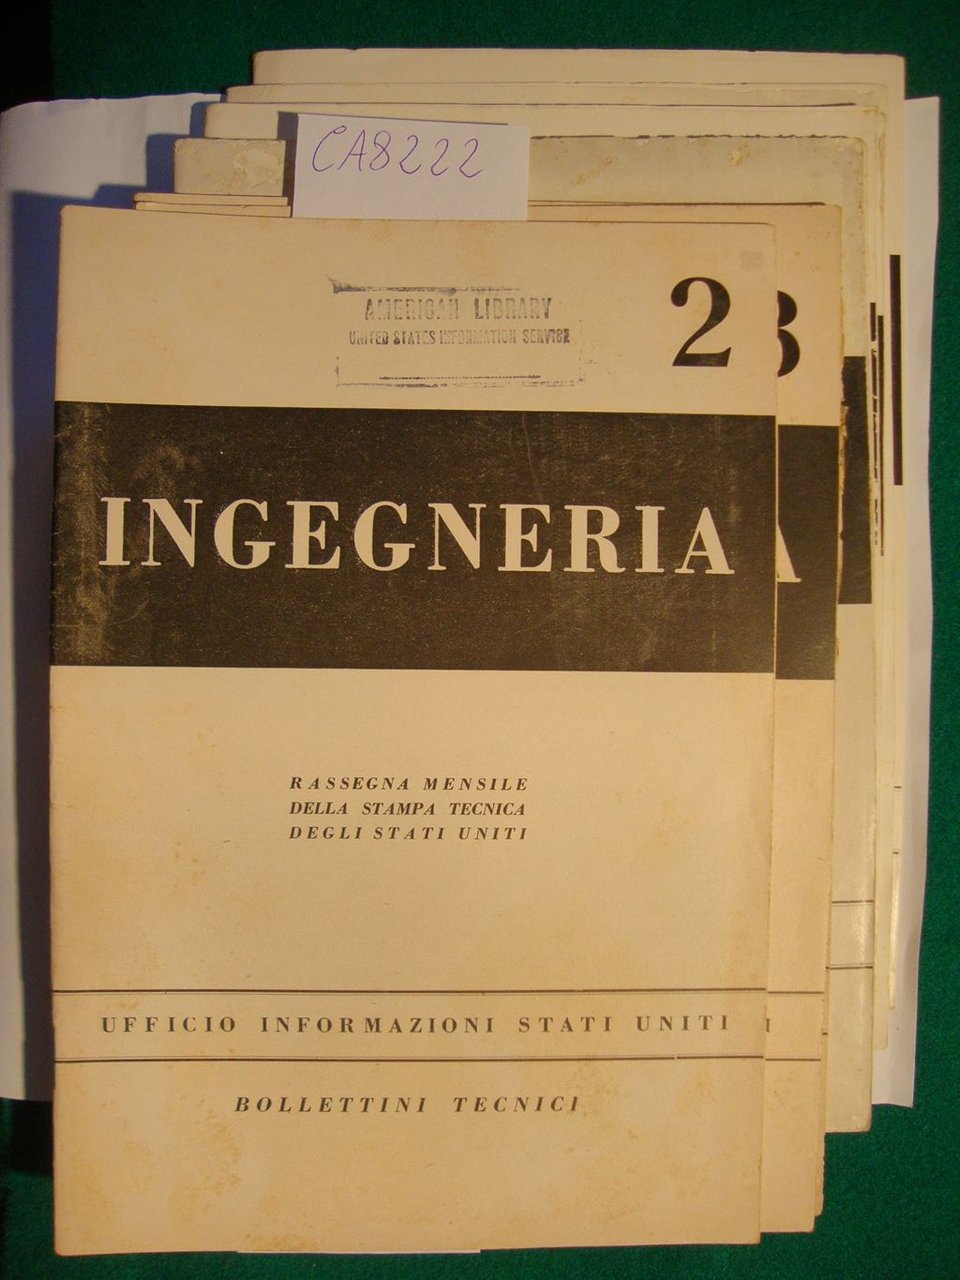 CA8222
AMERICAN LIBRARY
UNITED STATES INFORMATION SERVICE
2
3
INGEGNERIA
A
RASSEGNA MENSILE
DELLA STAMPA TECNICA
DEGLI STATI UNITI
UFFICIO INFORMAZIONI STATI UNITI
I
BOLLETTINI TECNICI